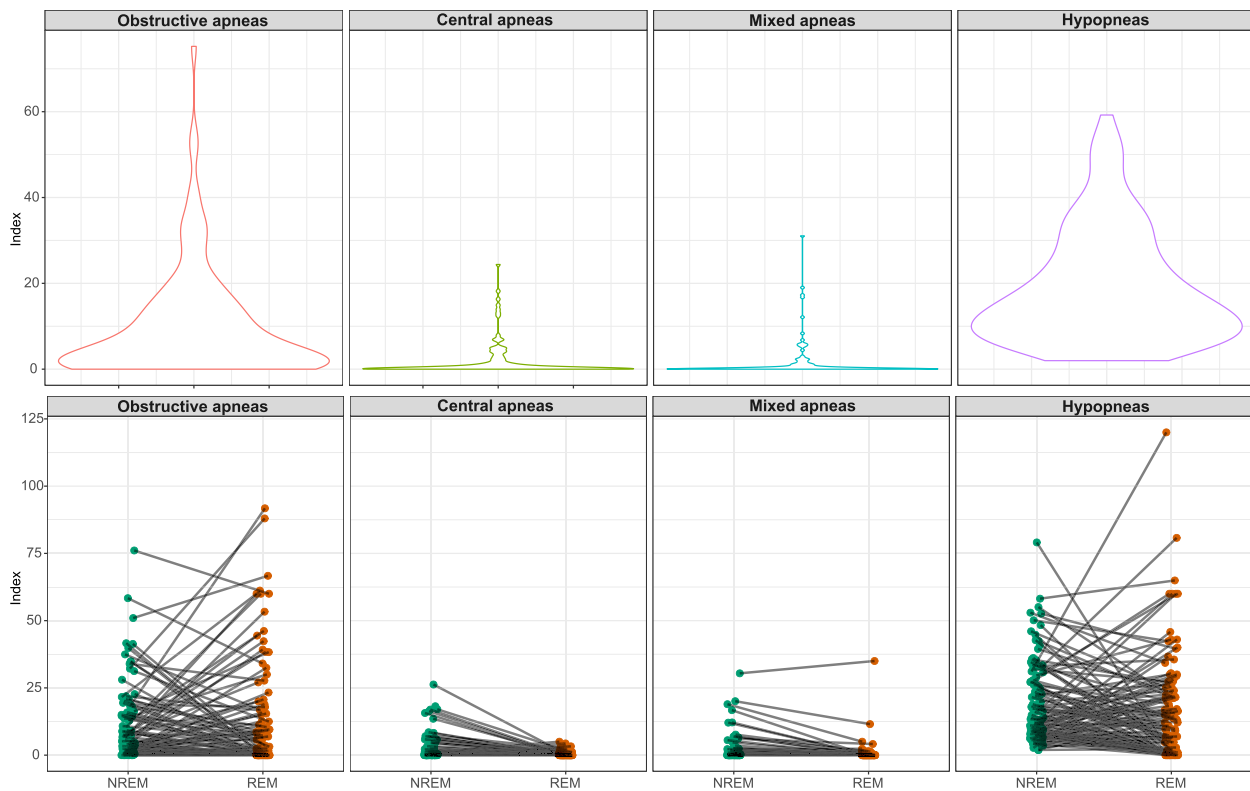 Obstructive apneas Central apneas Mixed apneas Hypopneas
60
40
20
0
Index
Obstructive apneas Central apneas Mixed apneas Hypopneas
125
100
75
50
25
0
Index
NREM REM NREM REM NREM REM NREM REM